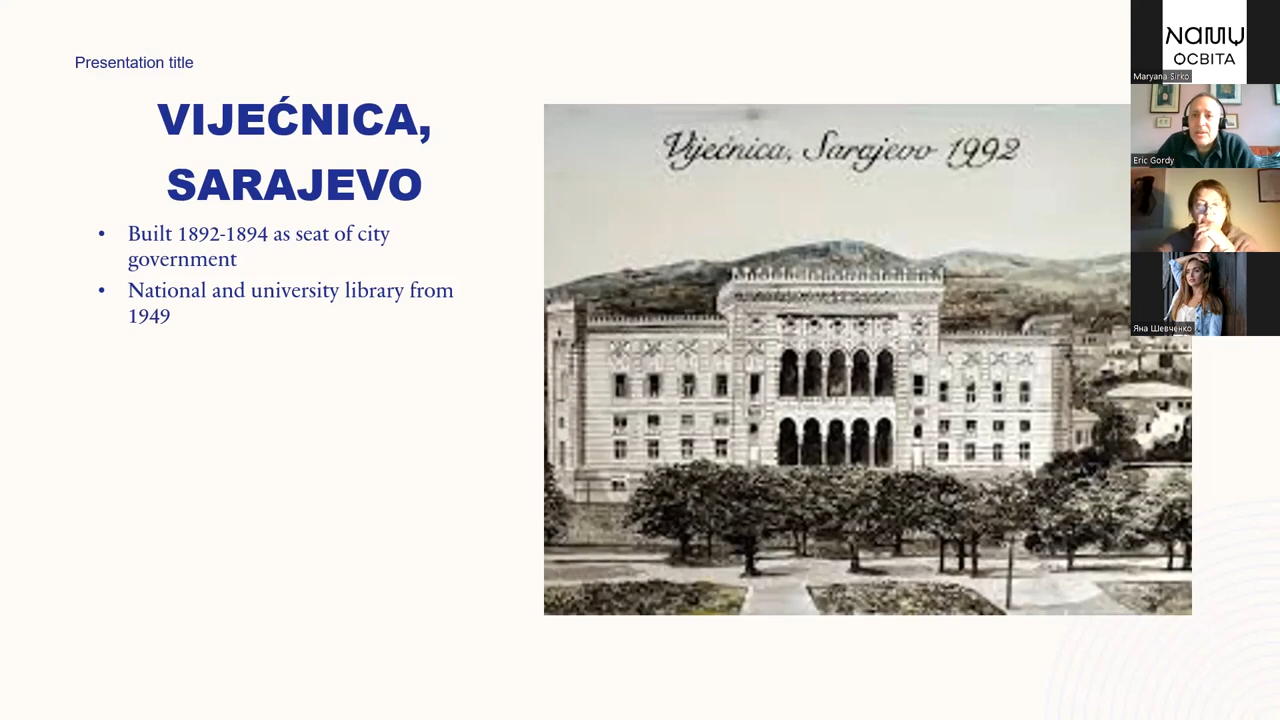 Presentation title
VIJEĆNICA,
SARAJEVO
• Built 1892-1894 as seat of city
government
• National and university library from
1949
Vijećnica, Sarajevo 1992
NAMU
ОСВІТА
Maryana Sirko
Eric Gordy
Яна Шевченко